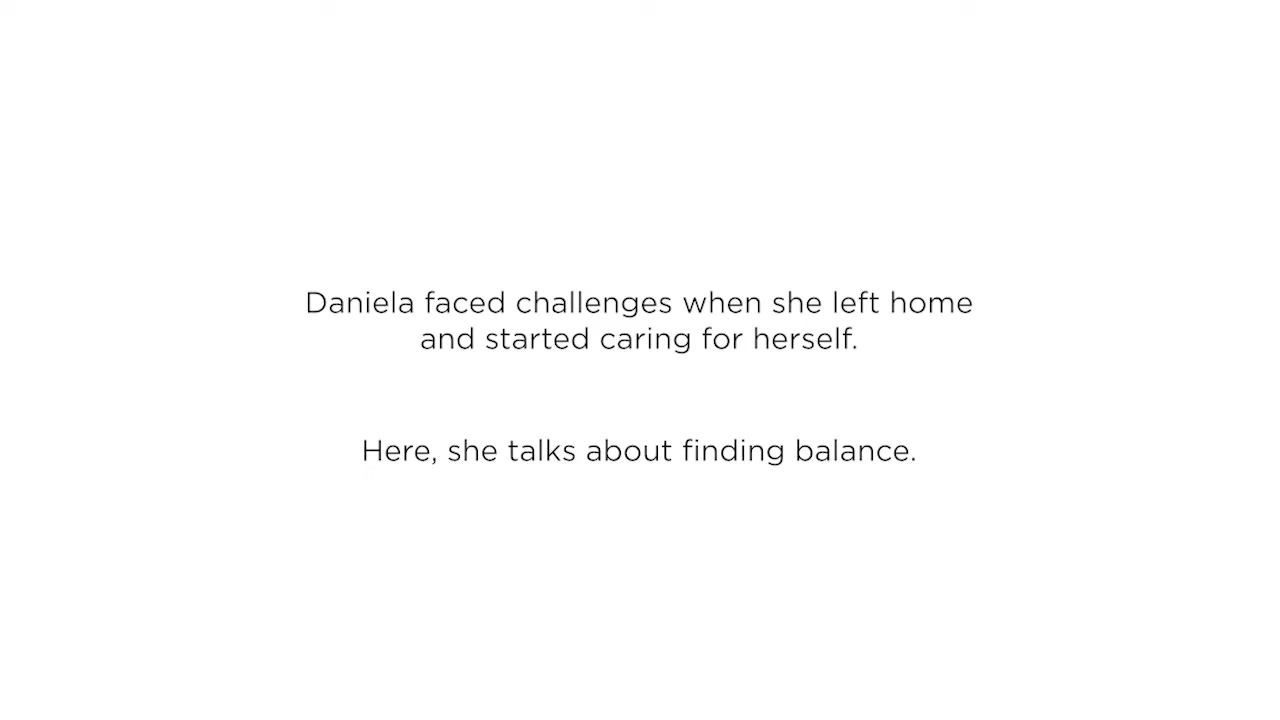 Daniela faced challenges when she left home
and started caring for herself.
Here, she talks about finding balance.